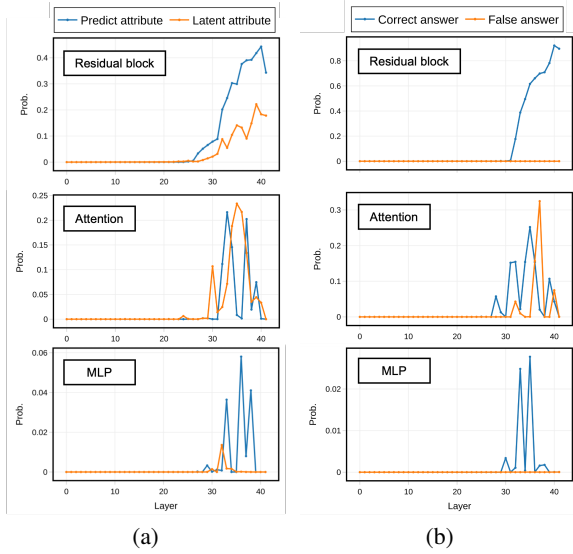 Predict attribute Latent attribute
Residual block
Prob.
0.4
0.3
0.2
0.1
0
0 10 20 30 40
Attention
Prob.
0.25
0.2
0.15
0.1
0.05
0
0 10 20 30 40
MLP
Prob.
0.06
0.04
0.02
0
0 10 20 30 40
Layer
(a)
Correct answer False answer
Residual block
Prob.
0.8
0.6
0.4
0.2
0
0 10 20 30 40
Attention
Prob.
0.3
0.2
0.1
0
0 10 20 30 40
MLP
Prob.
0.02
0.01
0
0 10 20 30 40
Layer
(b)